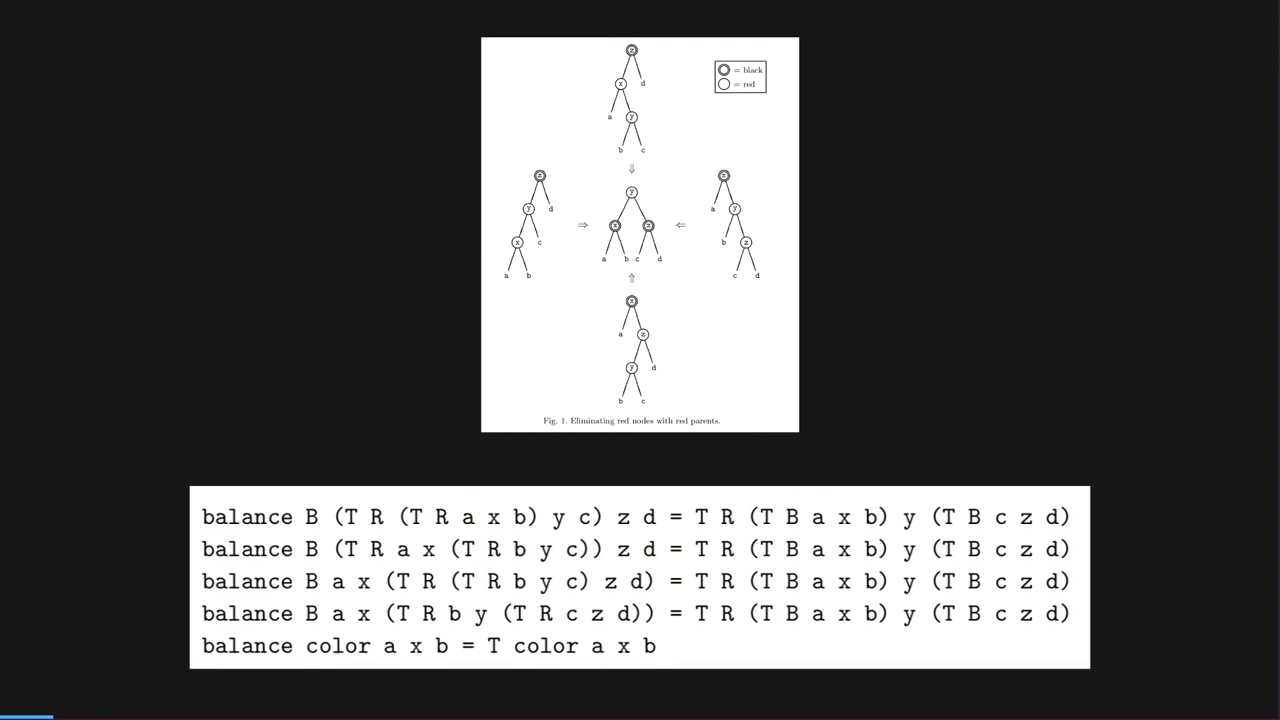 z
= black
= red
x
d
a
y
b
c
⇓
z
y
x
y
d
⇒
x
z
⇐
a
y
x
c
a
b
c
d
b
z
a
b
⇑
c
d
x
a
z
y
d
b
c
Fig. 1. Eliminating red nodes with red parents.
balance B (T R (T R a x b) y c) z d = T R (T B a x b) y (T B c z d)
balance B (T R a x (T R b y c)) z d = T R (T B a x b) y (T B c z d)
balance B a x (T R (T R b y c) z d) = T R (T B a x b) y (T B c z d)
balance B a x (T R b y (T R c z d)) = T R (T B a x b) y (T B c z d)
balance color a x b = T color a x b